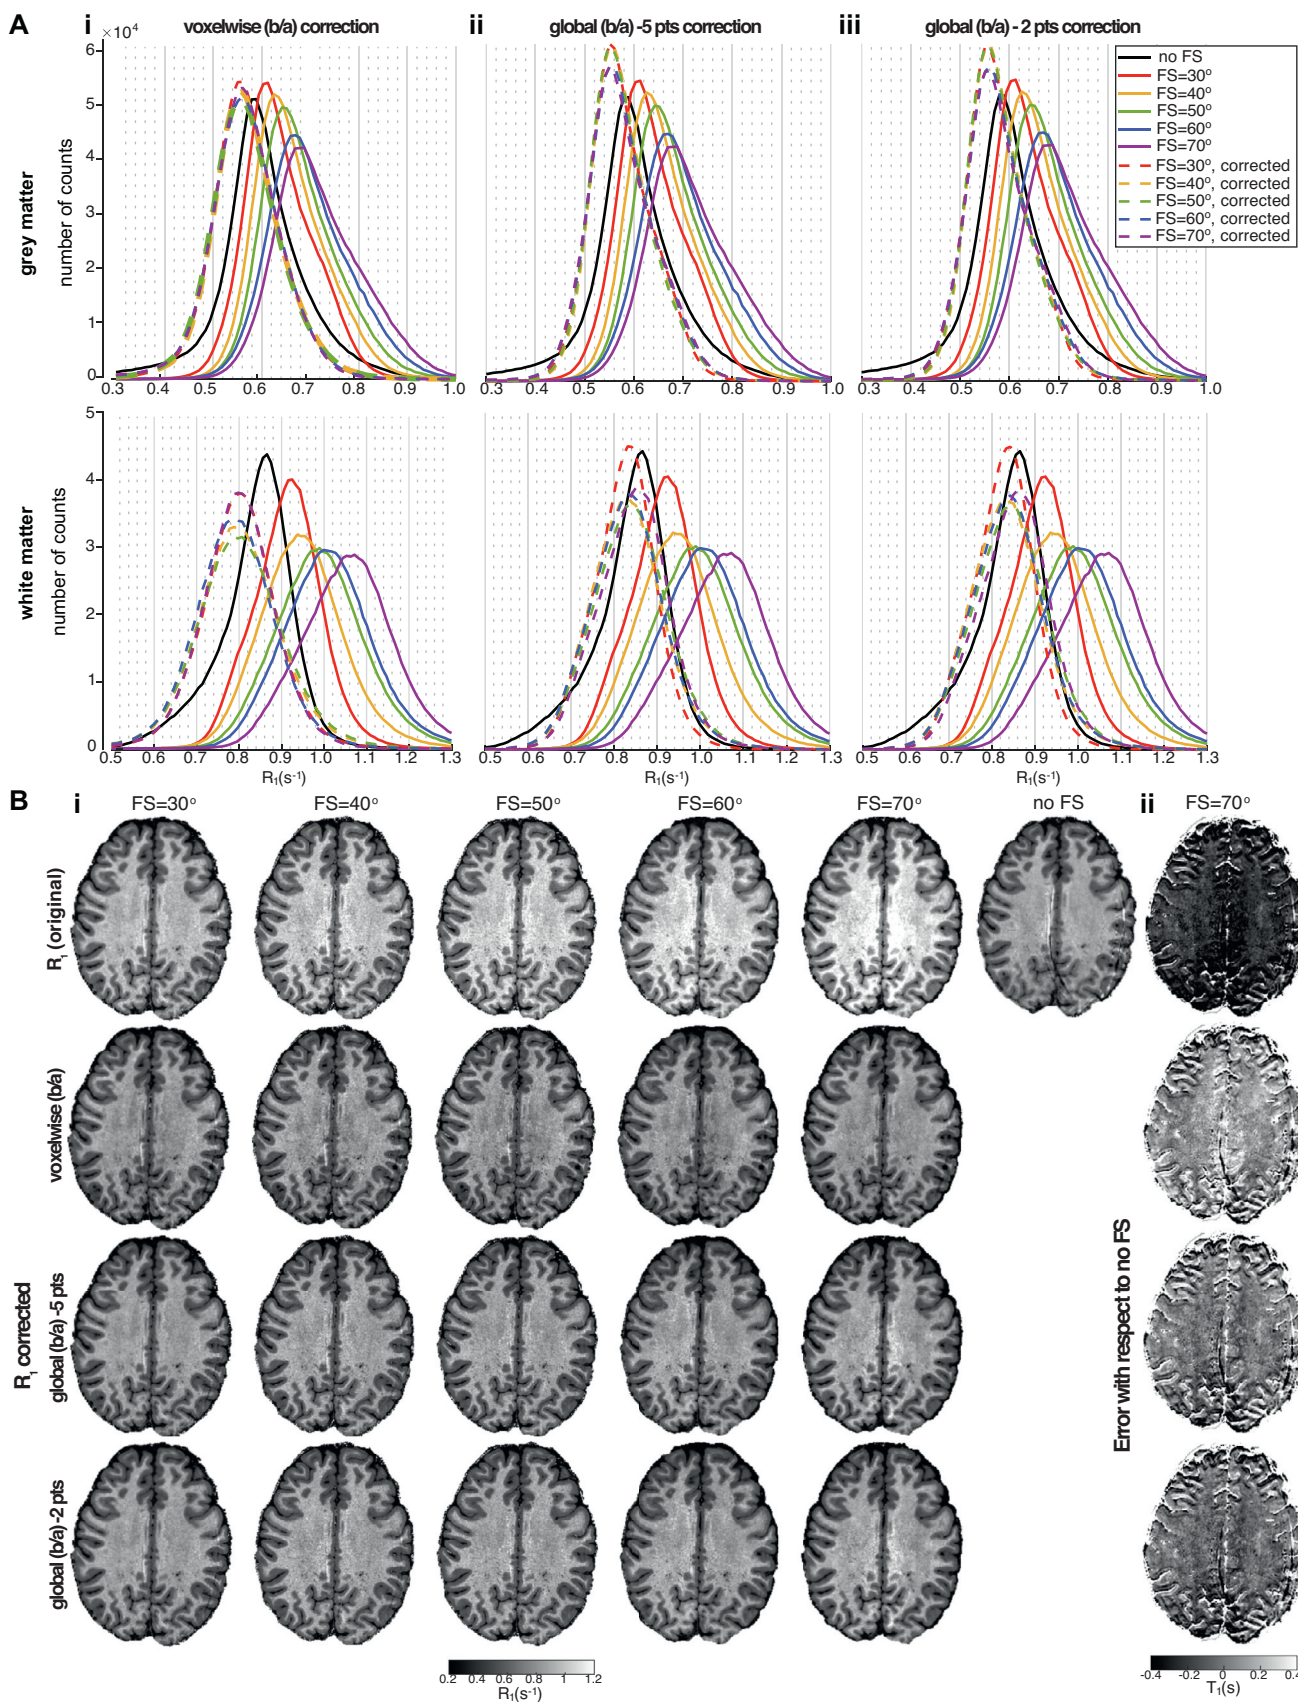 A
i
voxelwise (b/a) correction
ii
global (b/a) -5 pts correction
iii
global (b/a) - 2 pts correction
×10⁴
6
5
4
3
2
1
0
grey matter
number of counts
0.3 0.4 0.5 0.6 0.7 0.8 0.9 1.0
0.3 0.4 0.5 0.6 0.7 0.8 0.9 1.0
0.3 0.4 0.5 0.6 0.7 0.8 0.9 1.0
no FS
FS=30°
FS=40°
FS=50°
FS=60°
FS=70°
FS=30°, corrected
FS=40°, corrected
FS=50°, corrected
FS=60°, corrected
FS=70°, corrected
5
4
3
2
1
0
white matter
number of counts
0.5 0.6 0.7 0.8 0.9 1.0 1.1 1.2 1.3
0.5 0.6 0.7 0.8 0.9 1.0 1.1 1.2 1.3
0.5 0.6 0.7 0.8 0.9 1.0 1.1 1.2 1.3
R₁(s⁻¹)
R₁(s⁻¹)
R₁(s⁻¹)
B
i
FS=30°
FS=40°
FS=50°
FS=60°
FS=70°
no FS
ii
FS=70°
R₁ (original)
voxelwise (b/a)
R₁ corrected
global (b/a) -5 pts
global (b/a) -2 pts
Error with respect to no FS
0.2 0.4 0.6 0.8 1 1.2
R₁(s⁻¹)
-0.4 -0.2 0 0.2 0.4
T₁(s)